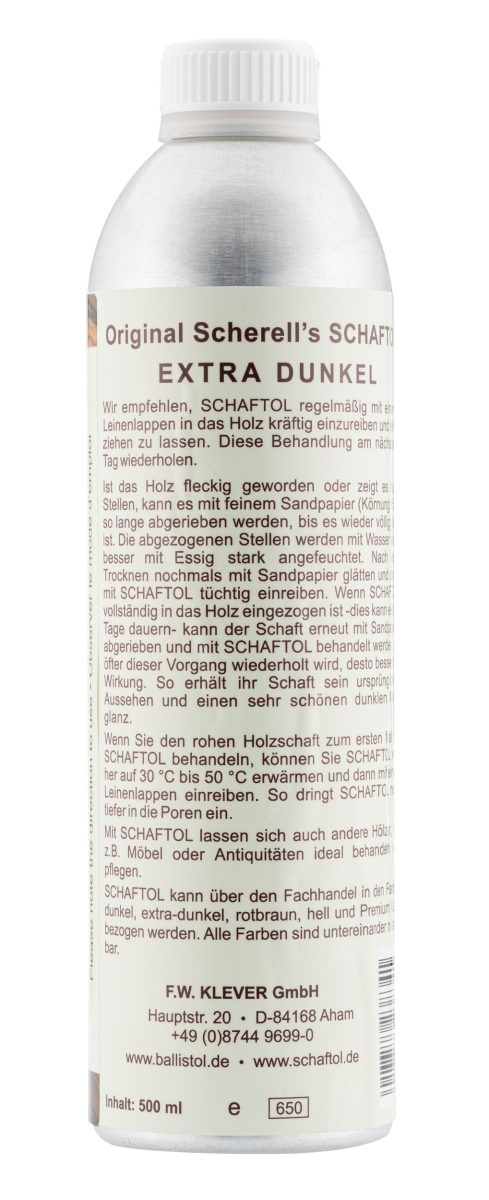 Original Scherell's SCHAFTO
EXTRA DUNKEL
Wir empfehlen, SCHAFTOL regelmäßig mit
Leinenlappen in das Holz kräftig einzureiben und
ziehen zu lassen. Diese Behandlung am
Tag wiederholen.
Ist das Holz fleckig geworden oder zeigt es
Stellen, kann es mit feinem Sandpapier (Körnung
so lange abgerieben werden, bis es wieder völlig
ist. Die abgezogenen Stellen werden mit Wasser
besser mit Essig stark angefeuchtet. Nach
Trocknen nochmals mit Sandpapier glätten und
mit SCHAFTOL tüchtig einreiben. Wenn SCHAF
vollständig in das Holz eingezogen ist -dies kann
Tage dauern- kann der Schaft erneut mit
abgerieben und mit SCHAFTOL behandelt werde
öfter dieser Vorgang wiederholt wird, desto besse
Wirkung. So erhält ihr Schaft sein
Aussehen und einen sehr schönen dunklen
glanz.
Wenn Sie den rohen Holzschaft zum ersten
SCHAFTOL behandeln, können Sie SCHAFTOL
her auf 30 °C bis 50 °C erwärmen und dann
Leinenlappen einreiben. So dringt
tiefer in die Poren ein.
Mit SCHAFTOL lassen sich auch andere
z.B. Möbel oder Antiquitäten ideal behanden
pflegen.
SCHAFTOL kann über den Fachhandel in den
dunkel, extra-dunkel, rotbraun, hell und Premium
bezogen werden. Alle Farben sind untereinander
bar.
F.W. KLEVER GmbH
Hauptstr. 20 • D-84168 Aham
+49 (0)8744 9699-0
www.ballistol.de • www.schaftol.de
Inhalt: 500 ml e 650
Please note the direction to use - Observer le mode d'emploi